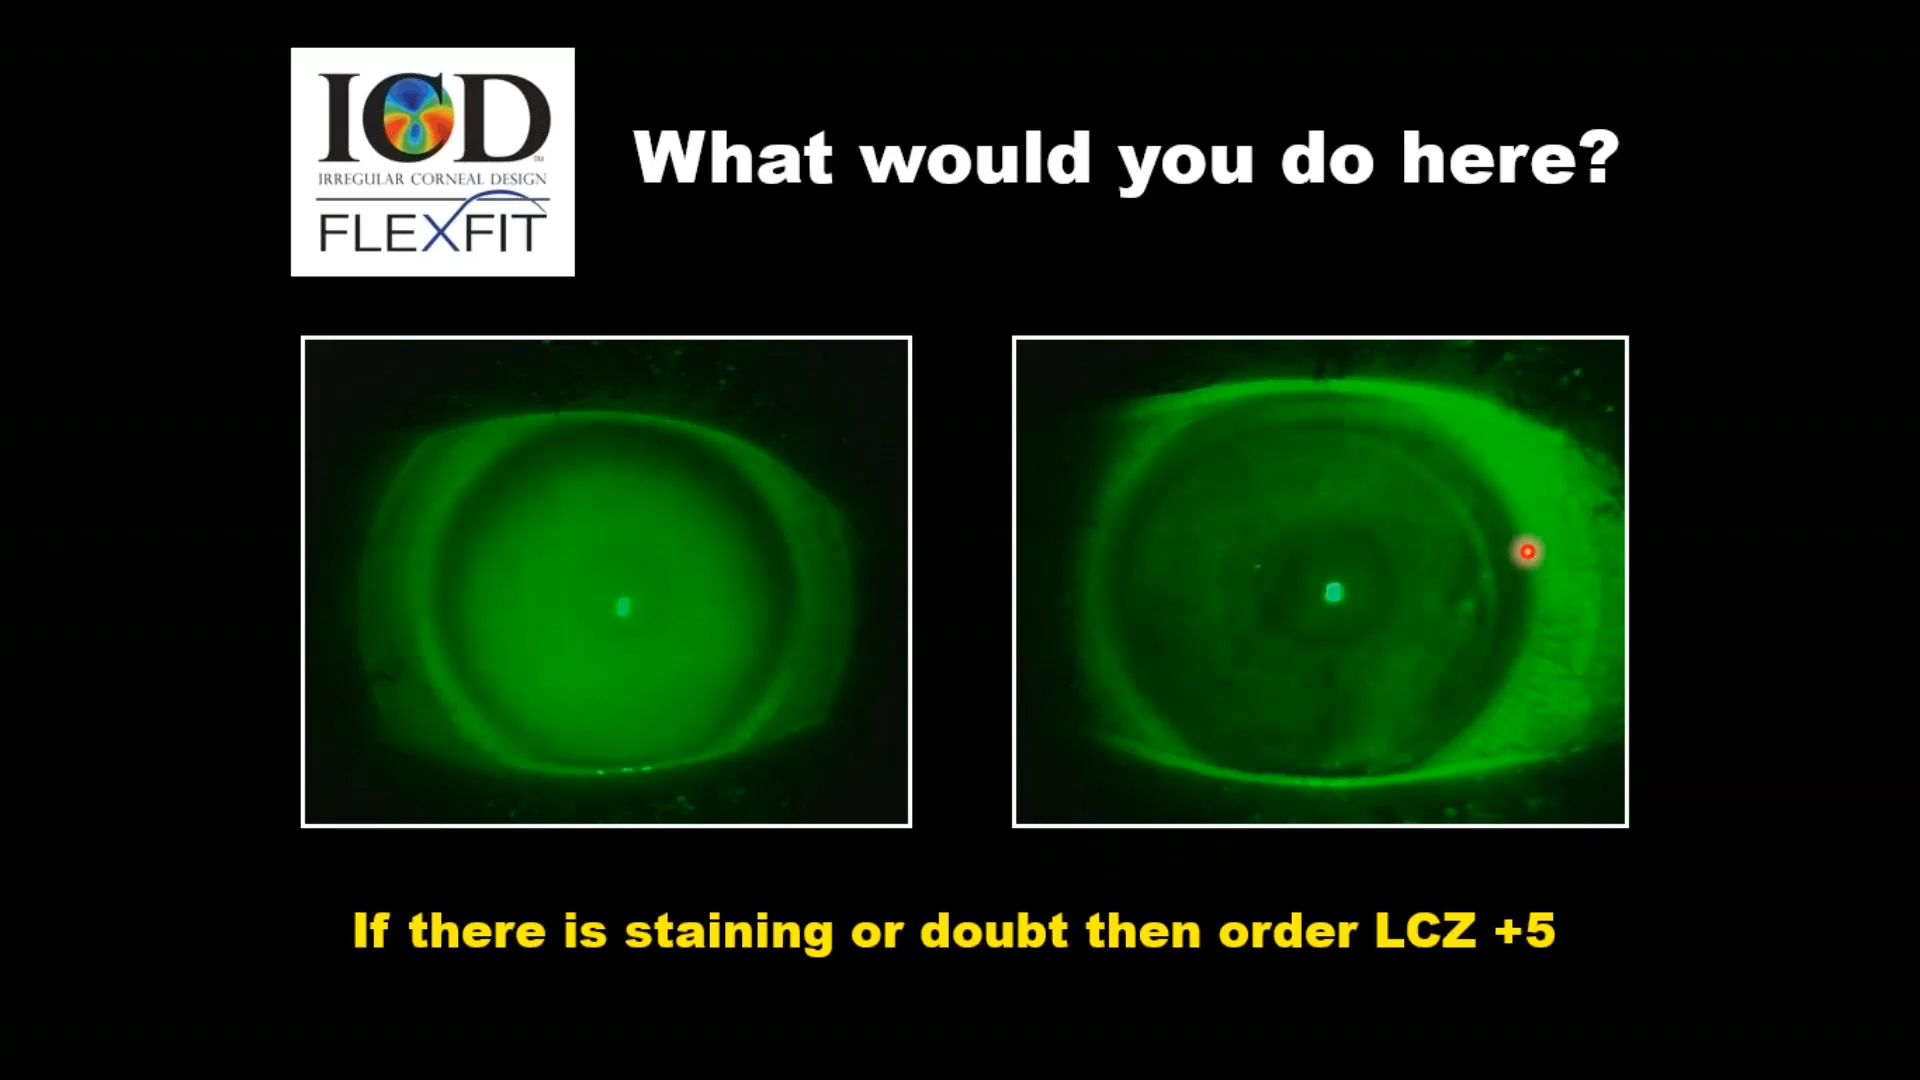 ICD™
IRREGULAR CORNEAL DESIGN
FLEXFIT
What would you do here?
If there is staining or doubt then order LCZ +5